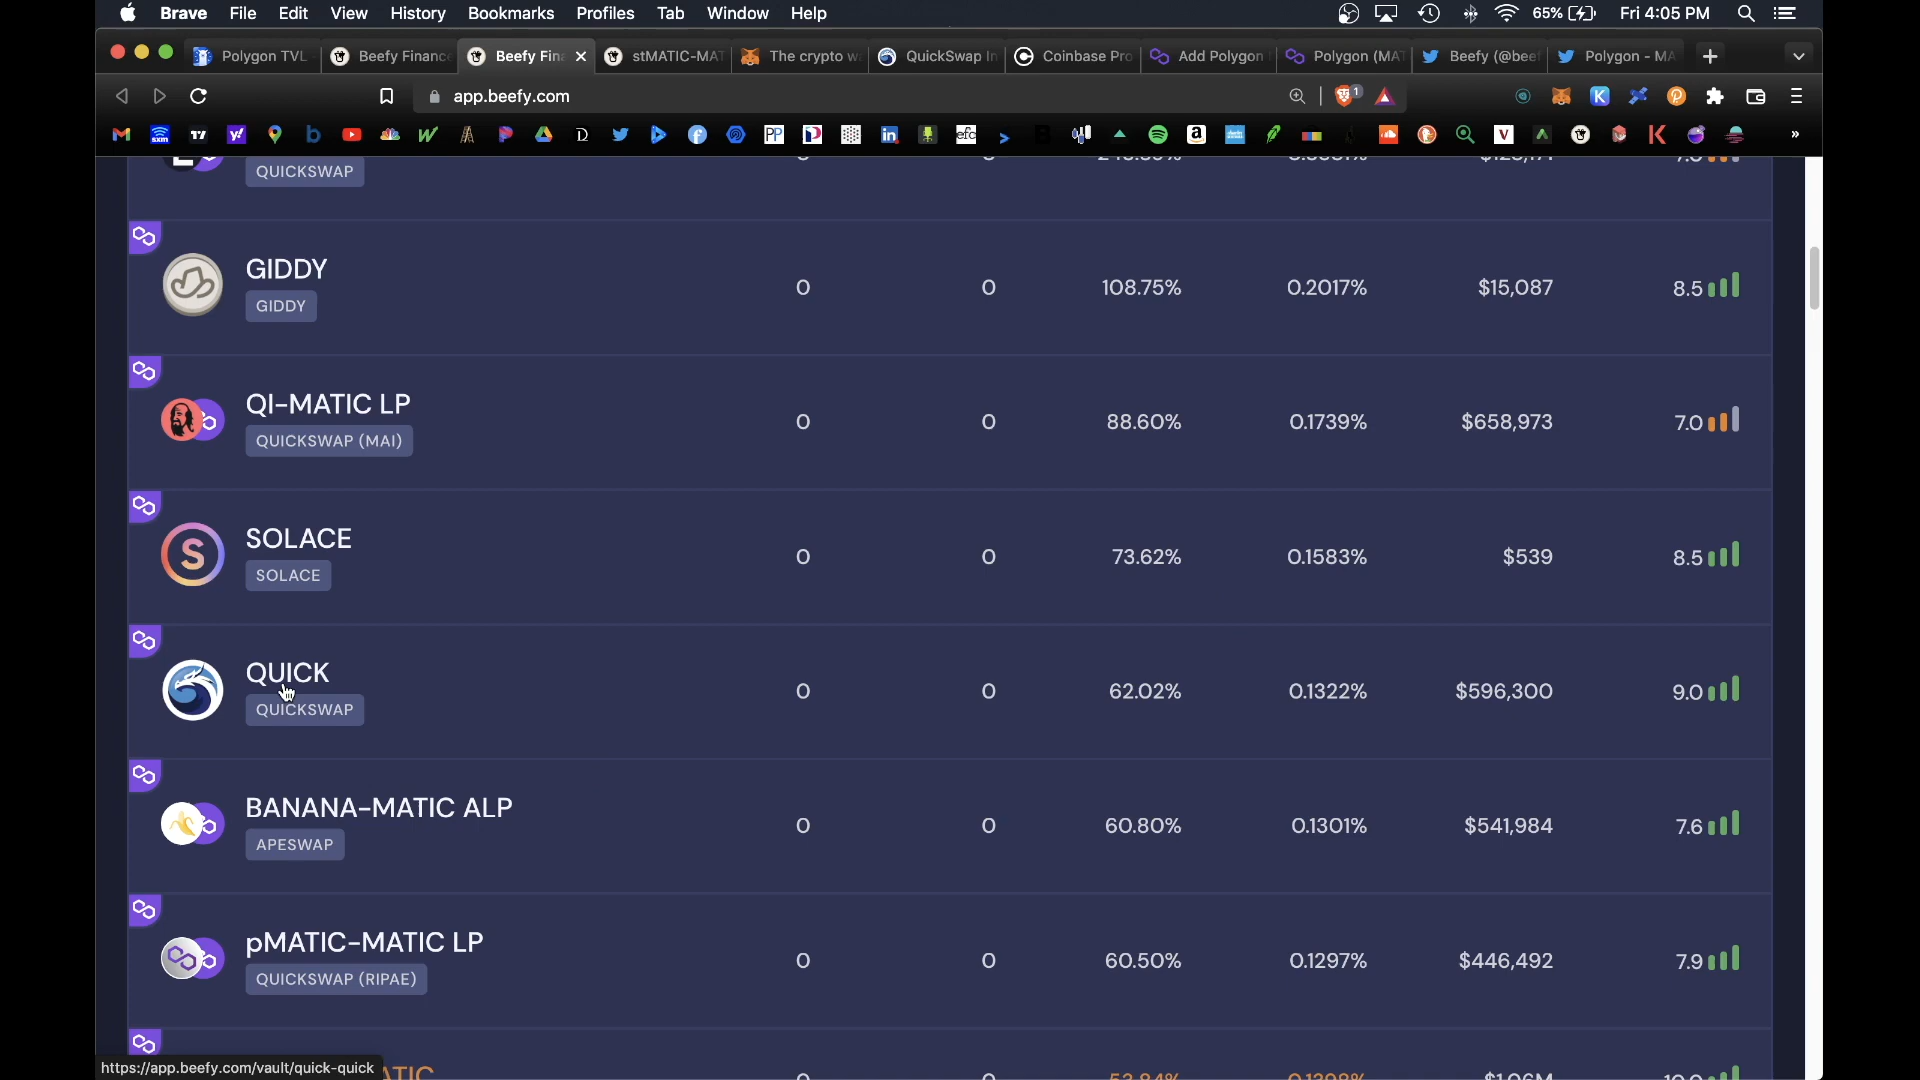 Brave File Edit View History Bookmarks Profiles Tab Window Help 65% Fri 4:05 PM
Polygon TVL Beefy Finance Beefy Fina stMATIC-MAT The crypto w QuickSwap In Coinbase Pro Add Polygon Polygon (MAT Beefy (@beef Polygon - MA
app.beefy.com 1
QUICKSWAP
GIDDY
GIDDY
0 0 108.75% 0.2017% $15,087 8.5
QI-MATIC LP
QUICKSWAP (MAI)
0 0 88.60% 0.1739% $658,973 7.0
SOLACE
SOLACE
0 0 73.62% 0.1583% $539 8.5
QUICK
QUICKSWAP
0 0 62.02% 0.1322% $596,300 9.0
BANANA-MATIC ALP
APESWAP
0 0 60.80% 0.1301% $541,984 7.6
pMATIC-MATIC LP
QUICKSWAP (RIPAE)
0 0 60.50% 0.1297% $446,492 7.9
https://app.beefy.com/vault/quick-quick